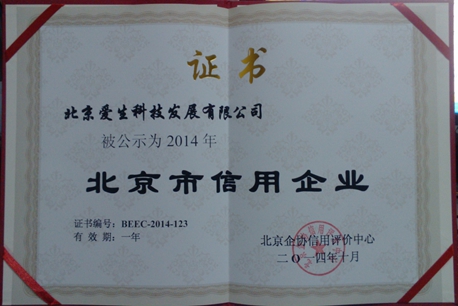 证书
北京爱生科技发展有限公司
被公示为2014年
北京市信用企业
证书编号：BEEC-2014-123
有 效 期：一年
北京企协信用评价中心
二〇一四年十月